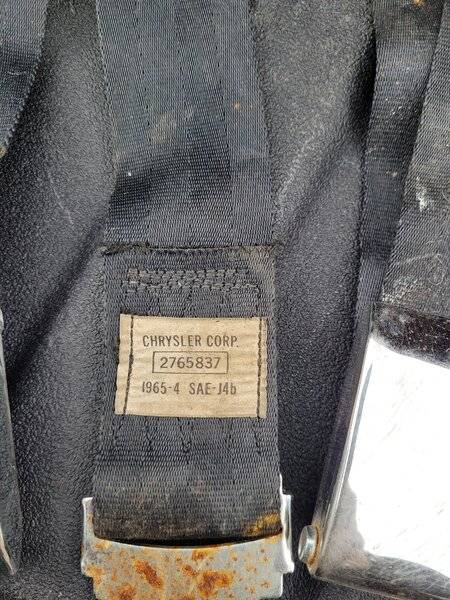 CHRYSLER CORP.
2765837
1965-4 SAE-J4b